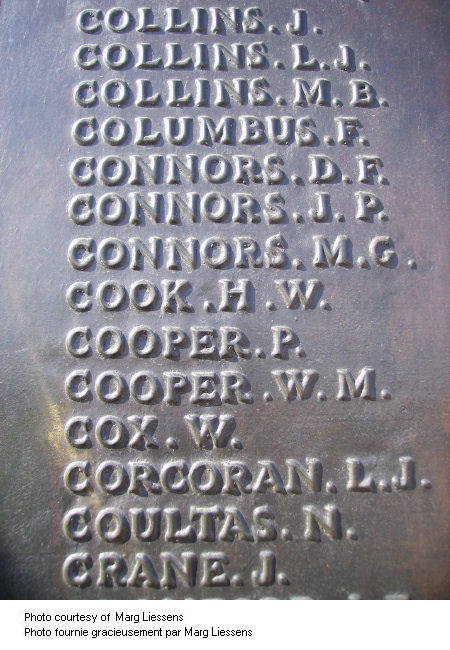 COLLINS. J.
COLLINS. L. J.
COLLINS. M. B.
COLUMBUS. F.
CONNORS. D. F.
CONNORS. J. P.
CONNORS. M. G.
COOK. H. W.
COOPER. P.
COOPER. W. M.
COX. W.
CORCORAN. L. J.
COULTAS. N.
CRANE. J.
Photo courtesy of Marg Liessens
Photo fournie gracieusement par Marg Liessens